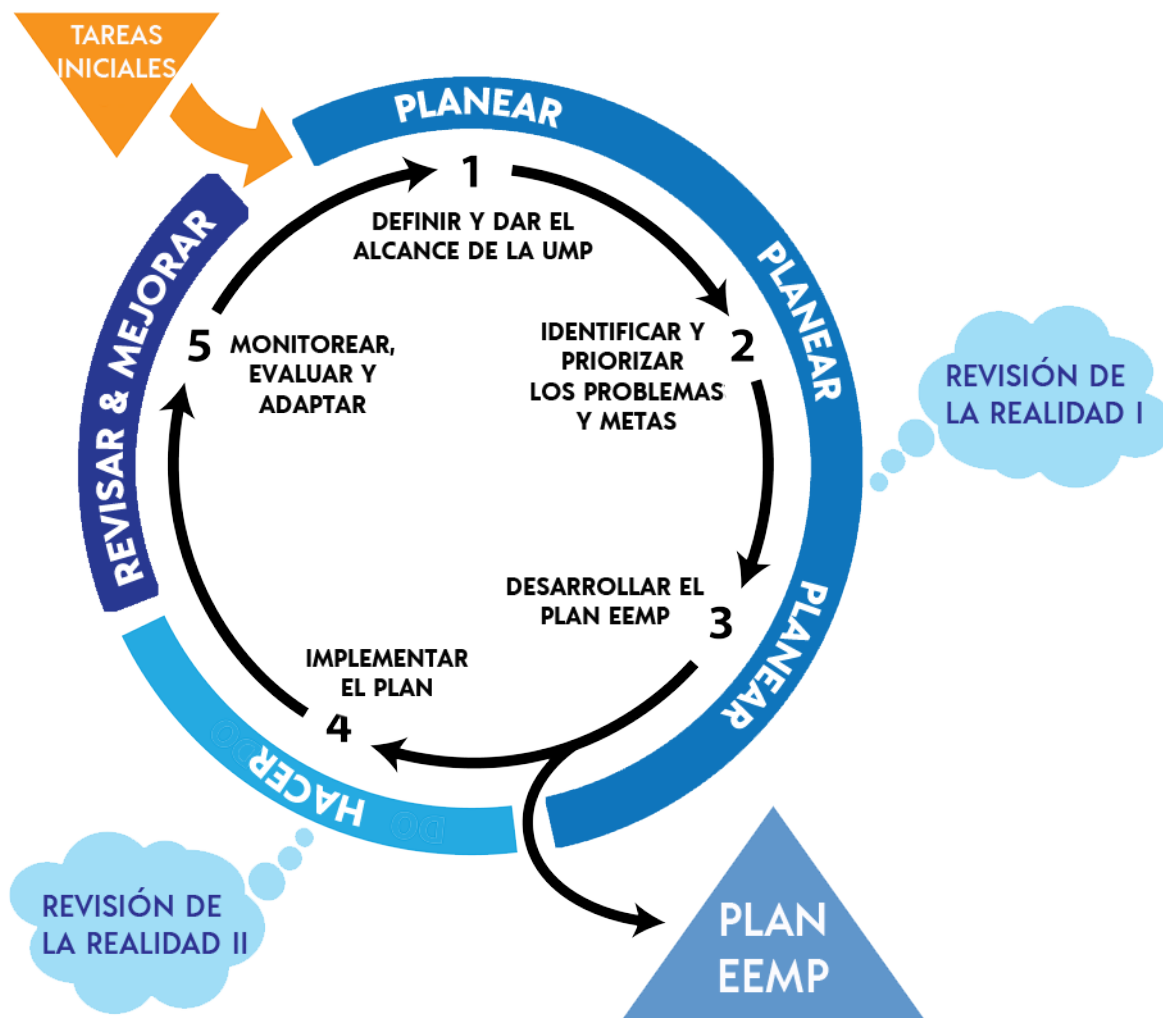 TAREAS
INICIALES
PLANEAR
1
DEFINIR Y DAR EL
ALCANCE DE LA UMP
PLANEAR
2
IDENTIFICAR Y
PRIORIZAR
LOS PROBLEMAS
Y METAS
REVISIÓN DE
LA REALIDAD I
PLANEAR
3
DESARROLLAR EL
PLAN EEMP
4
IMPLEMENTAR
EL PLAN
HACER
DO
DO
REVISIÓN DE
LA REALIDAD II
5
MONITOREAR,
EVALUAR Y
ADAPTAR
REVISAR & MEJORAR
PLAN
EEMP